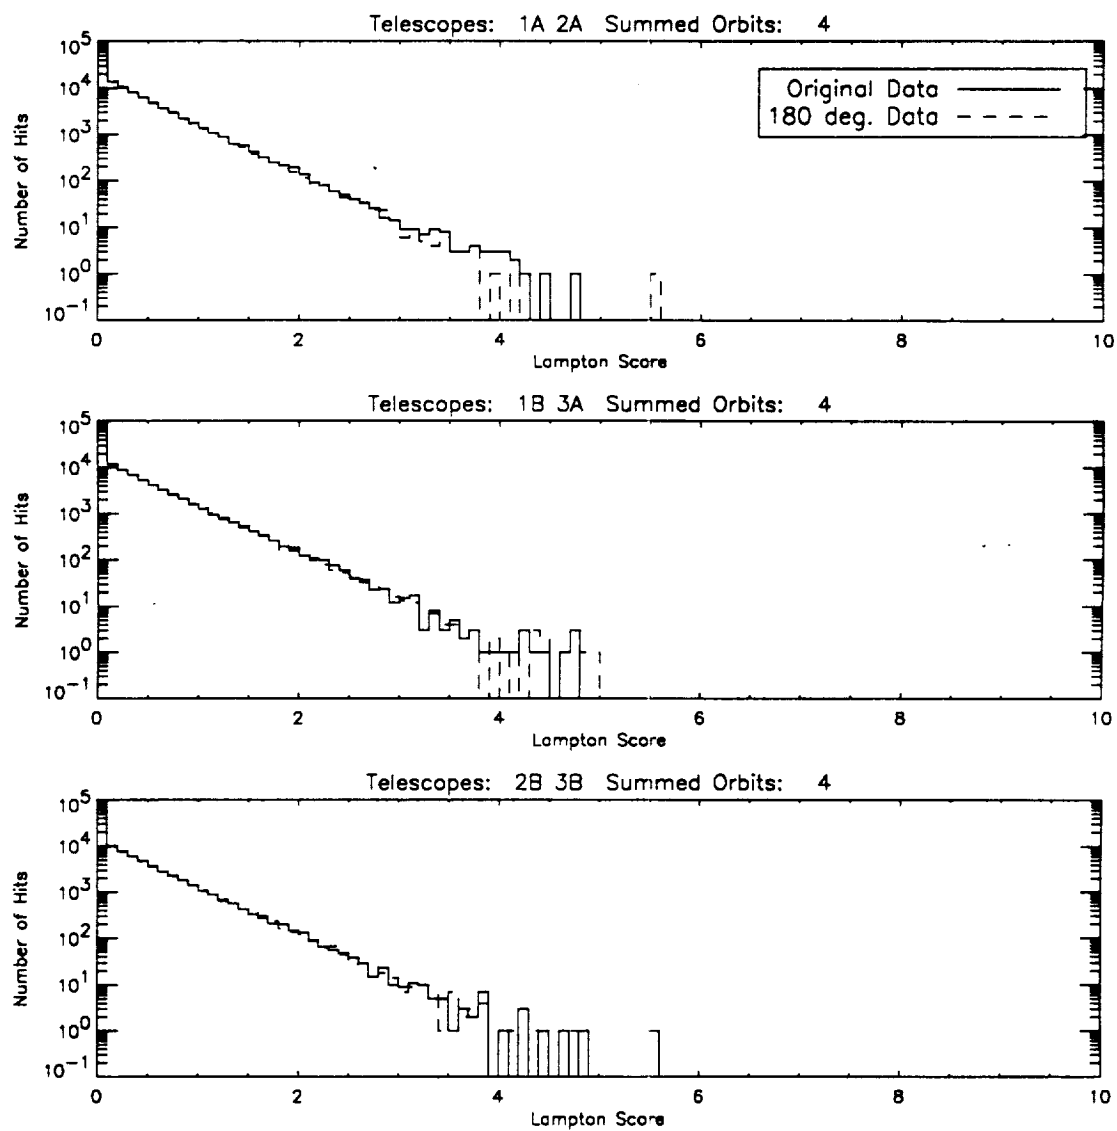 Telescopes: 1A 2A Summed Orbits: 4
10^5
10^4
10^3
10^2
10^1
10^0
10^-1
Number of Hits
Original Data
180 deg. Data
0 2 4 6 8 10
Lampton Score
Telescopes: 1B 3A Summed Orbits: 4
10^5
10^4
10^3
10^2
10^1
10^0
10^-1
Number of Hits
0 2 4 6 8 10
Lampton Score
Telescopes: 2B 3B Summed Orbits: 4
10^5
10^4
10^3
10^2
10^1
10^0
10^-1
Number of Hits
0 2 4 6 8 10
Lampton Score